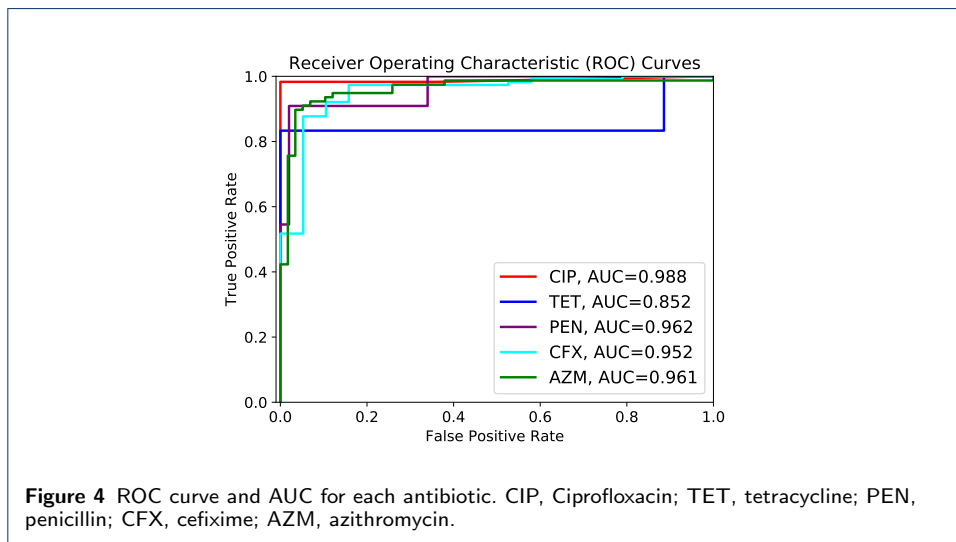 Receiver Operating Characteristic (ROC) Curves
True Positive Rate
1.0
0.8
0.6
0.4
0.2
0.0
CIP, AUC=0.988
TET, AUC=0.852
PEN, AUC=0.962
CFX, AUC=0.952
AZM, AUC=0.961
0.0 0.2 0.4 0.6 0.8 1.0
False Positive Rate
Figure 4 ROC curve and AUC for each antibiotic. CIP, Ciprofloxacin; TET, tetracycline; PEN,
penicillin; CFX, cefixime; AZM, azithromycin.